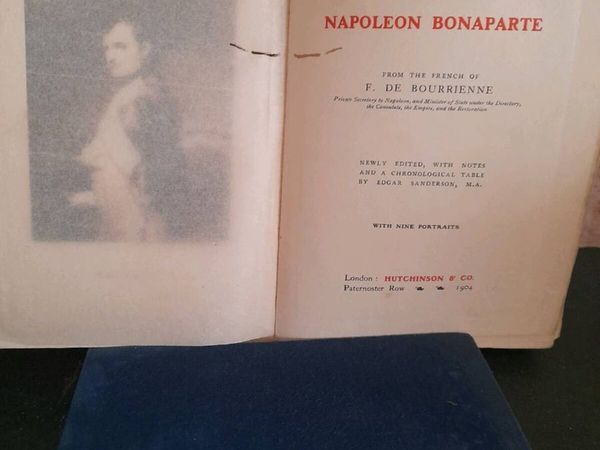 NAPOLEON BONAPARTE
FROM THE FRENCH OF
F. DE BOURRIENNE
Private Secretary to Napoleon, and Minister of State under the Directory,
the Consulate, the Empire, and the Restoration
NEWLY EDITED, WITH NOTES
AND A CHRONOLOGICAL TABLE
BY EDGAR SANDERSON, M.A.
WITH NINE PORTRAITS
London: HUTCHINSON & CO.
Paternoster Row 1904